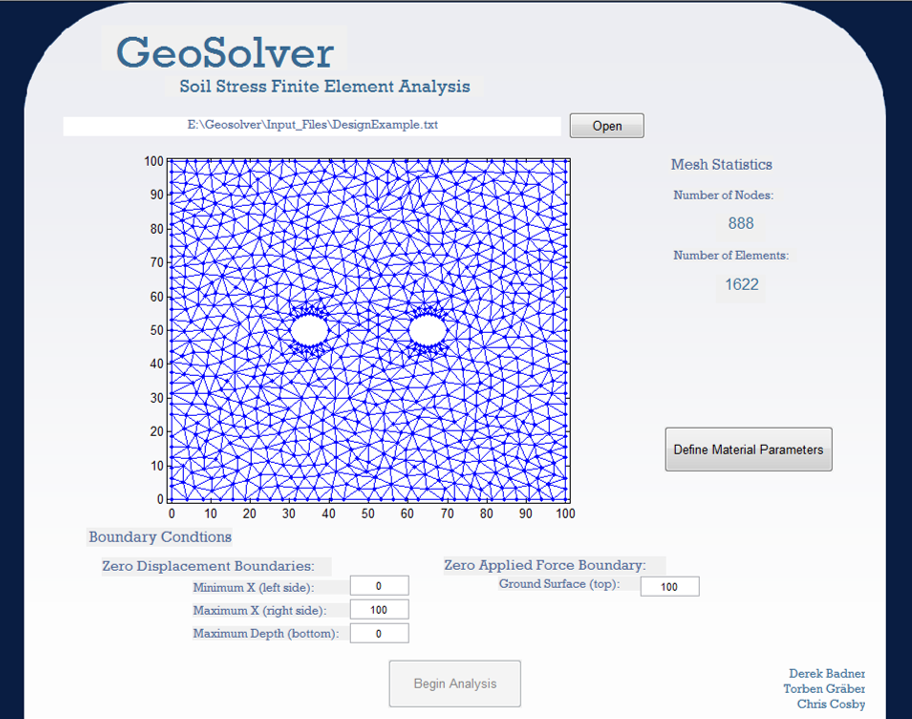 GeoSolver
Soil Stress Finite Element Analysis
E:\Geosolver\Input_Files\DesignExample.txt
Open
100
90
80
70
60
50
40
30
20
10
0
0 10 20 30 40 50 60 70 80 90 100
Mesh Statistics
Number of Nodes:
888
Number of Elements:
1622
Define Material Parameters
Boundary Condtions
Zero Displacement Boundaries:
Minimum X (left side): 0
Maximum X (right side): 100
Maximum Depth (bottom): 0
Zero Applied Force Boundary:
Ground Surface (top): 100
Begin Analysis
Derek Badner
Torben Gräber
Chris Cosby